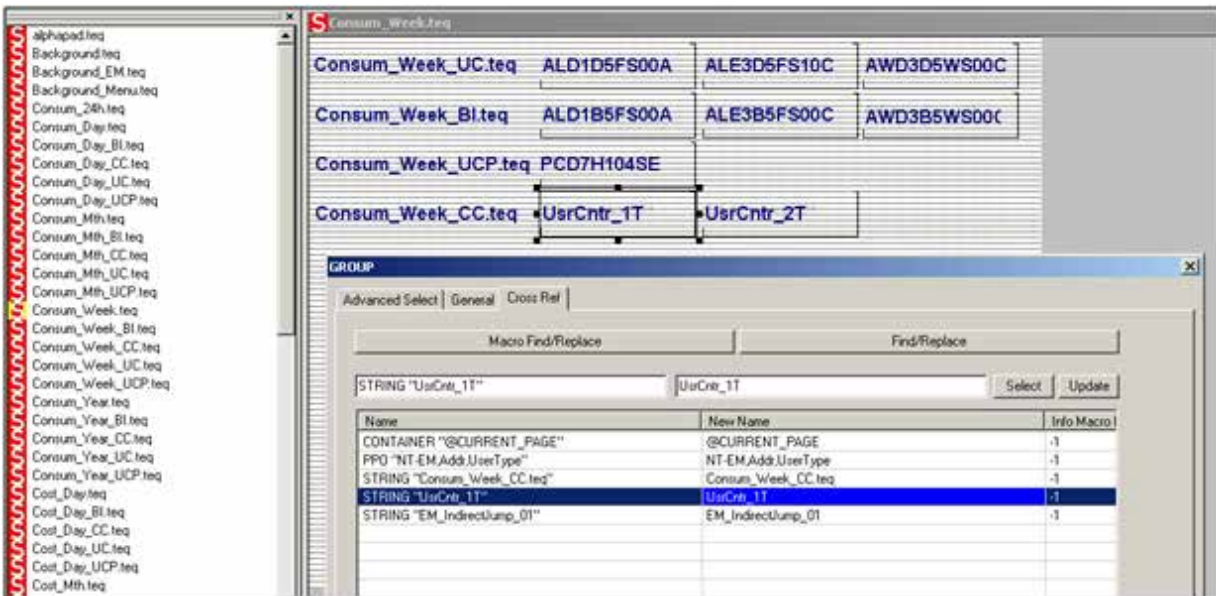 alphapad.teq
Background.teq
Background_EM.teq
Background_Menu.teq
Consum_24h.teq
Consum_Day.teq
Consum_Day_BI.teq
Consum_Day_CC.teq
Consum_Day_UC.teq
Consum_Day_UCP.teq
Consum_Mth.teq
Consum_Mth_BI.teq
Consum_Mth_CC.teq
Consum_Mth_UC.teq
Consum_Mth_UCP.teq
Consum_Week.teq
Consum_Week_BI.teq
Consum_Week_CC.teq
Consum_Week_UC.teq
Consum_Week_UCP.teq
Consum_Year.teq
Consum_Year_BI.teq
Consum_Year_CC.teq
Consum_Year_UC.teq
Consum_Year_UCP.teq
Cost_Day.teq
Cost_Day_BI.teq
Cost_Day_CC.teq
Cost_Day_UC.teq
Cost_Day_UCP.teq
Cost_Mth.teq
Consum_Week.teq
Consum_Week_UC.teq ALD1D5FS00A ALE3D5FS10C AWD3D5WS00C
Consum_Week_BI.teq ALD1B5FS00A ALE3B5FS00C AWD3B5WS00C
Consum_Week_UCP.teq PCD7H104SE
Consum_Week_CC.teq UsrCntr_1T UsrCntr_2T
GROUP
Advanced Select General Cross Ref
Macro Find/Replace Find/Replace
STRING "UsrCntr_1T" UsrCntr_1T Select Update
Name New Name Info Macro
CONTAINER "@CURRENT_PAGE" @CURRENT_PAGE -1
PPO "NT-EM,Addr,UserType" NT-EM,Addr,UserType -1
STRING "Consum_Week_CC.teq" Consum_Week_CC.teq -1
STRING "UsrCntr_1T" UsrCntr_1T -1
STRING "EM_IndirectJump_01" EM_IndirectJump_01 -1